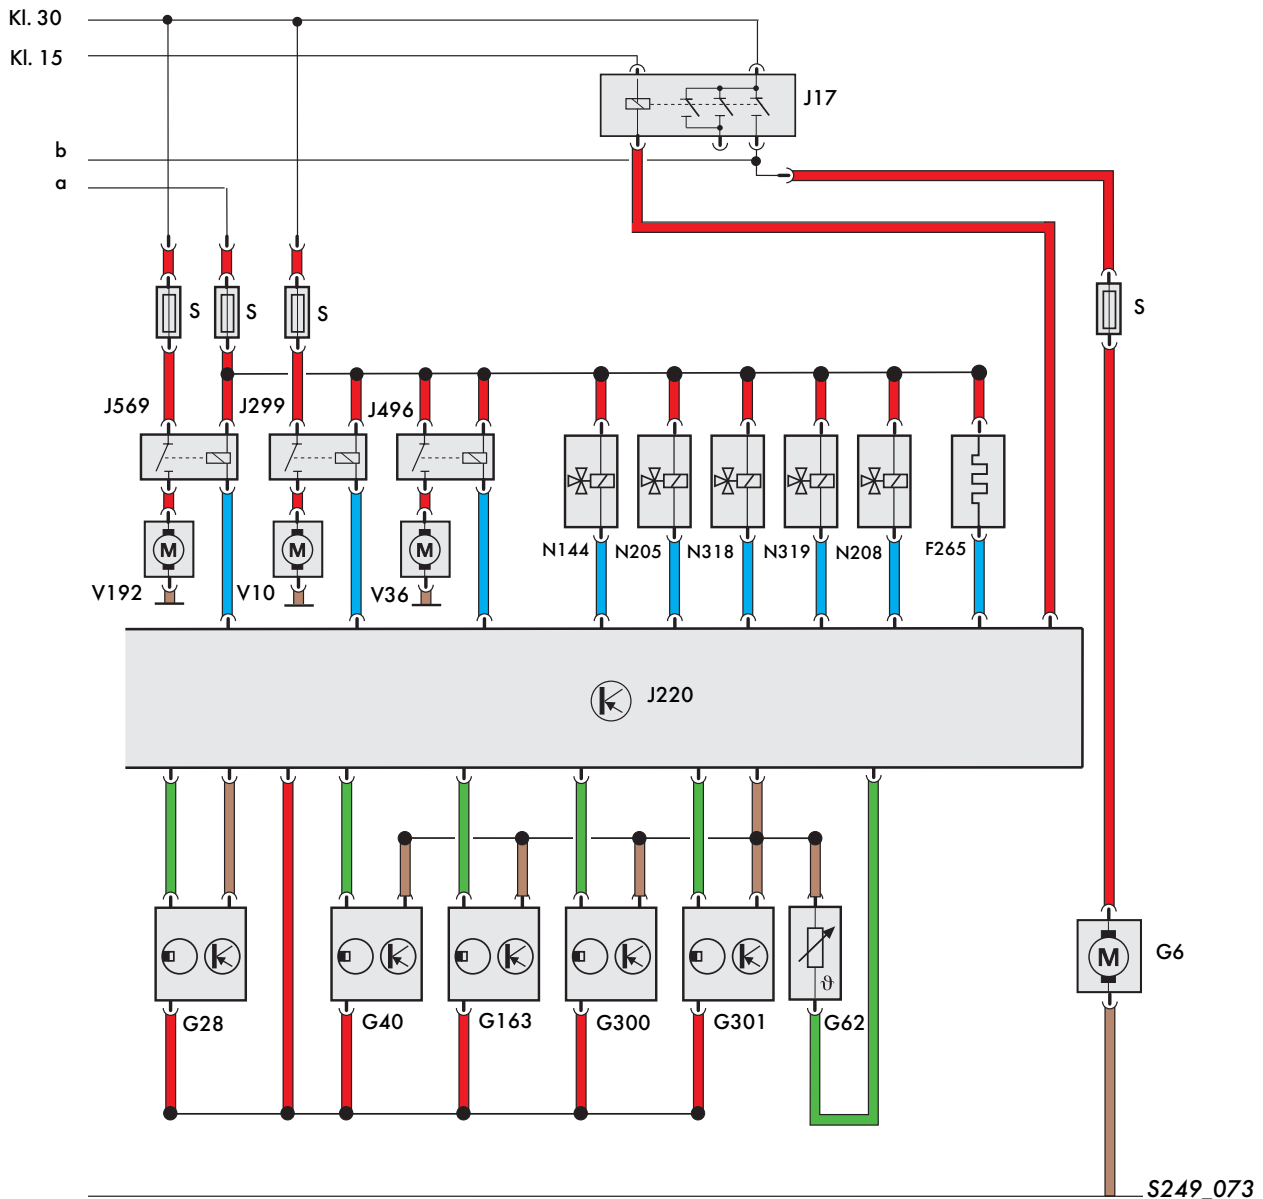 Kl. 30
Kl. 15
J17
b
a
S
S
S
S
J569
J299
J496
M
M
M
N144
N205
N318
N319
N208
F265
V192
V10
V36
J220
ϑ
M
G6
G28
G40
G163
G300
G301
G62
S249_073